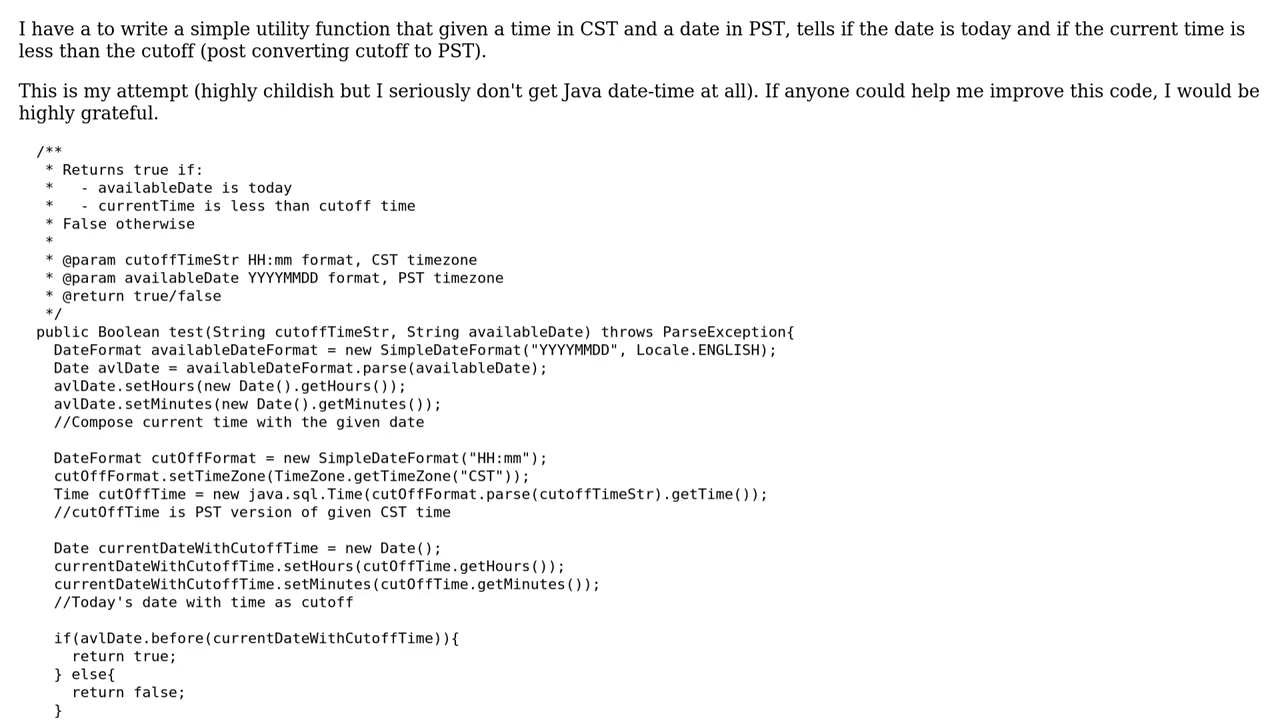 I have a to write a simple utility function that given a time in CST and a date in PST, tells if the date is today and if the current time is
less than the cutoff (post converting cutoff to PST).
This is my attempt (highly childish but I seriously don't get Java date-time at all). If anyone could help me improve this code, I would be
highly grateful.
/**
 * Returns true if:
 *   - availableDate is today
 *   - currentTime is less than cutoff time
 * False otherwise
 *
 * @param cutoffTimeStr HH:mm format, CST timezone
 * @param availableDate YYYYMMDD format, PST timezone
 * @return true/false
 */
public Boolean test(String cutoffTimeStr, String availableDate) throws ParseException{
  DateFormat availableDateFormat = new SimpleDateFormat("YYYYMMDD", Locale.ENGLISH);
  Date avlDate = availableDateFormat.parse(availableDate);
  avlDate.setHours(new Date().getHours());
  avlDate.setMinutes(new Date().getMinutes());
  //Compose current time with the given date
  DateFormat cutOffFormat = new SimpleDateFormat("HH:mm");
  cutOffFormat.setTimeZone(TimeZone.getTimeZone("CST"));
  Time cutOffTime = new java.sql.Time(cutOffFormat.parse(cutoffTimeStr).getTime());
  //cutOffTime is PST version of given CST time
  Date currentDateWithCutoffTime = new Date();
  currentDateWithCutoffTime.setHours(cutOffTime.getHours());
  currentDateWithCutoffTime.setMinutes(cutOffTime.getMinutes());
  //Today's date with time as cutoff
  if(avlDate.before(currentDateWithCutoffTime)){
    return true;
  } else{
    return false;
  }